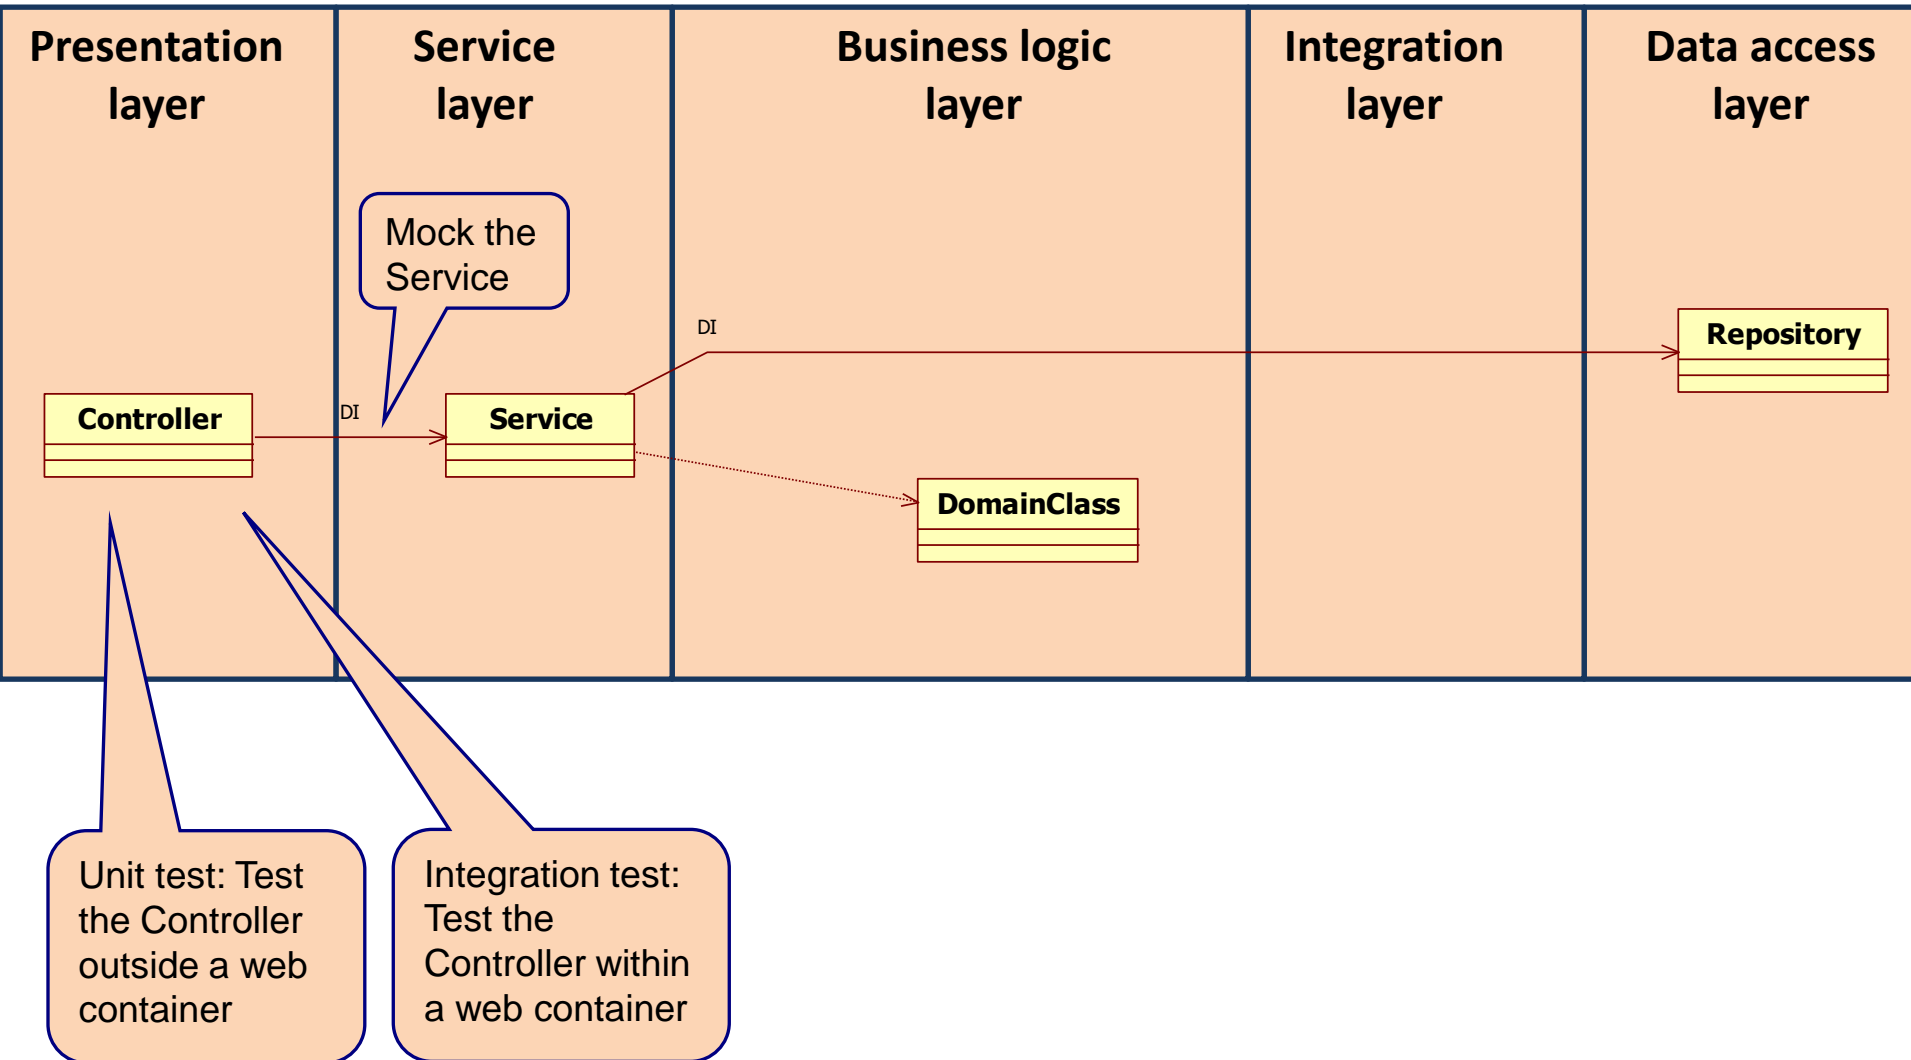 Presentation
layer
Service
layer
Business logic
layer
Integration
layer
Data access
layer
Mock the
Service
DI
Repository
Controller
DI
Service
DomainClass
Unit test: Test
the Controller
outside a web
container
Integration test:
Test the
Controller within
a web container